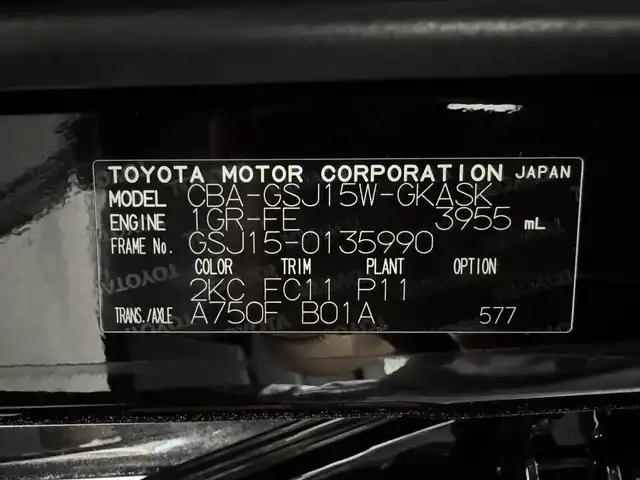 TOYOTA MOTOR CORPORATION JAPAN
MODEL CBA-GSJ15W-GKASK
ENGINE 1GR-FE 3955 mL
FRAME No. GSJ15-0135990
COLOR TRIM PLANT OPTION
2KC FC11 P11
TRANS./AXLE A750F B01A 577